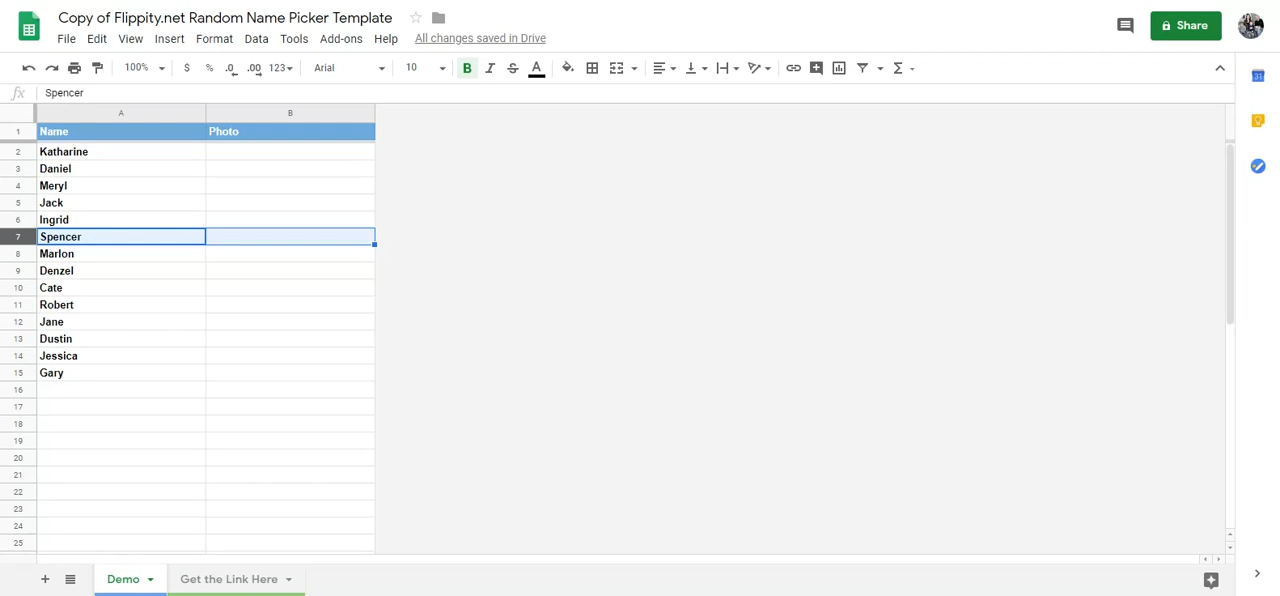 Copy of Flippity.net Random Name Picker Template
File Edit View Insert Format Data Tools Add-ons Help All changes saved in Drive
Share
100% $ % .0 .00 123 Arial 10 B I S A Σ
31
fx Spencer
A B
1 Name Photo
2 Katharine
3 Daniel
4 Meryl
5 Jack
6 Ingrid
7 Spencer
8 Marlon
9 Denzel
10 Cate
11 Robert
12 Jane
13 Dustin
14 Jessica
15 Gary
16
17
18
19
20
21
22
23
24
25
+ Demo Get the Link Here